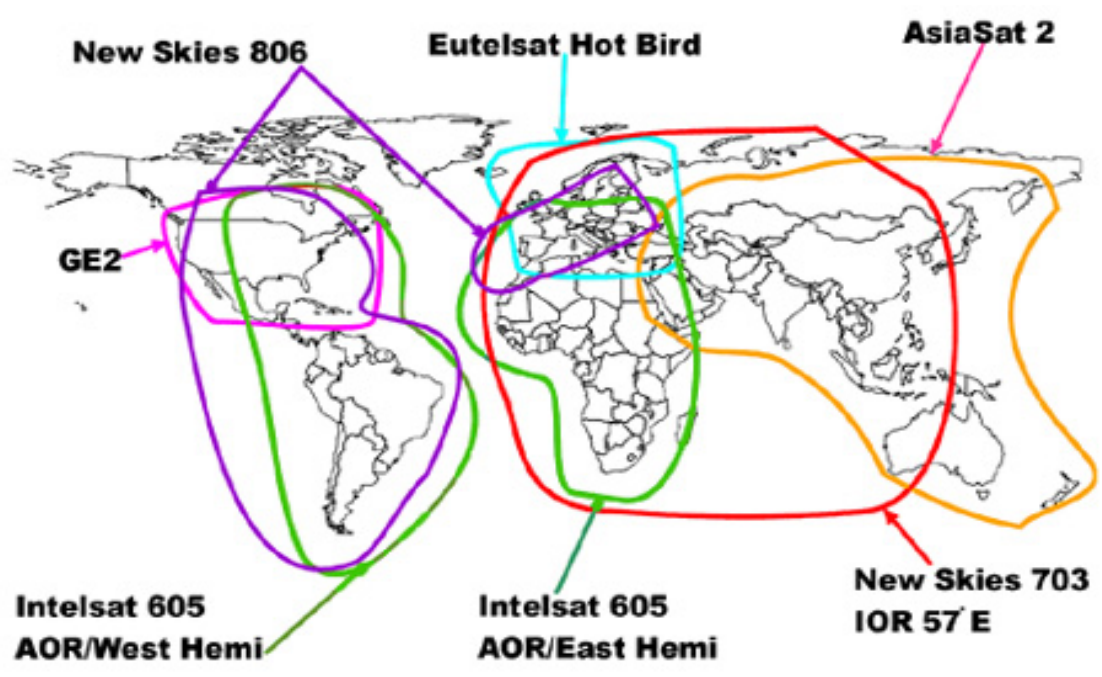 New Skies 806
Eutelsat Hot Bird
AsiaSat 2
GE2
Intelsat 605
AOR/West Hemi
Intelsat 605
AOR/East Hemi
New Skies 703
IOR 57°E